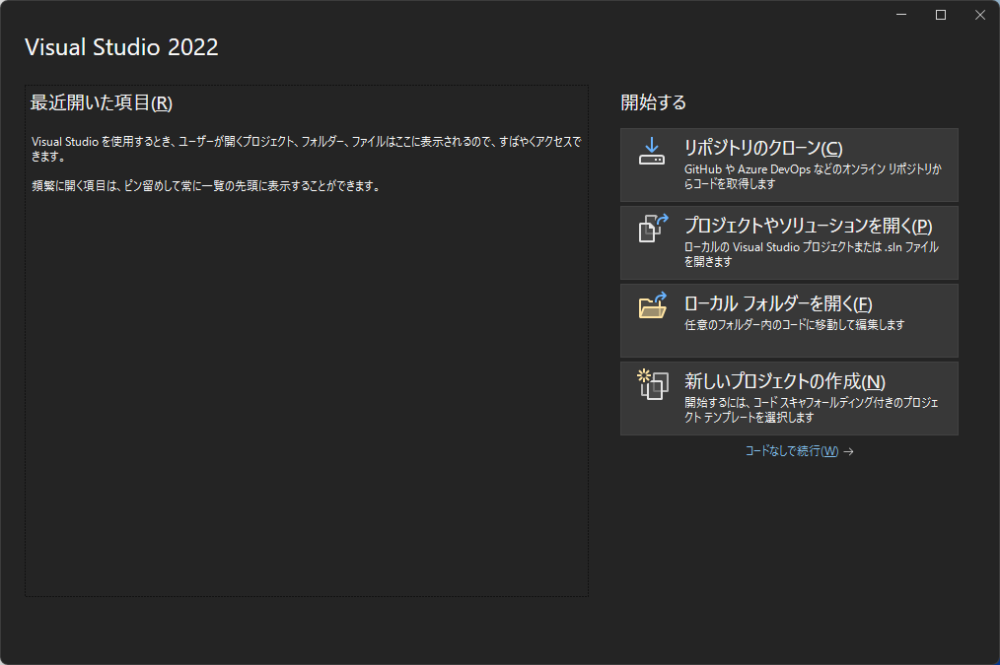 Visual Studio 2022
最近開いた項目(R)
Visual Studio を使用するとき、ユーザーが開くプロジェクト、フォルダー、ファイルはここに表示されるので、すばやくアクセスで
きます。
頻繁に開く項目は、ピン留めして常に一覧の先頭に表示することができます。
開始する
リポジトリのクローン(C)
GitHub や Azure DevOps などのオンライン リポジトリか
らコードを取得します
プロジェクトやソリューションを開く(P)
ローカルの Visual Studio プロジェクトまたは .sln ファイル
を開きます
ローカル フォルダーを開く(F)
任意のフォルダー内のコードに移動して編集します
新しいプロジェクトの作成(N)
開始するには、コード スキャフォールディング付きのプロジェ
クト テンプレートを選択します
コードなしで続行(W) →